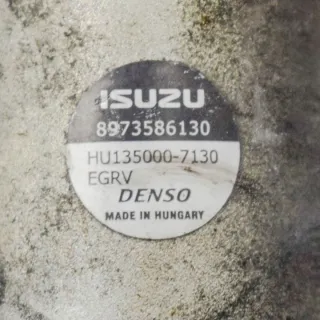 ISUZU
8973586130
HU135000-7130
EGRV
DENSO
MADE IN HUNGARY